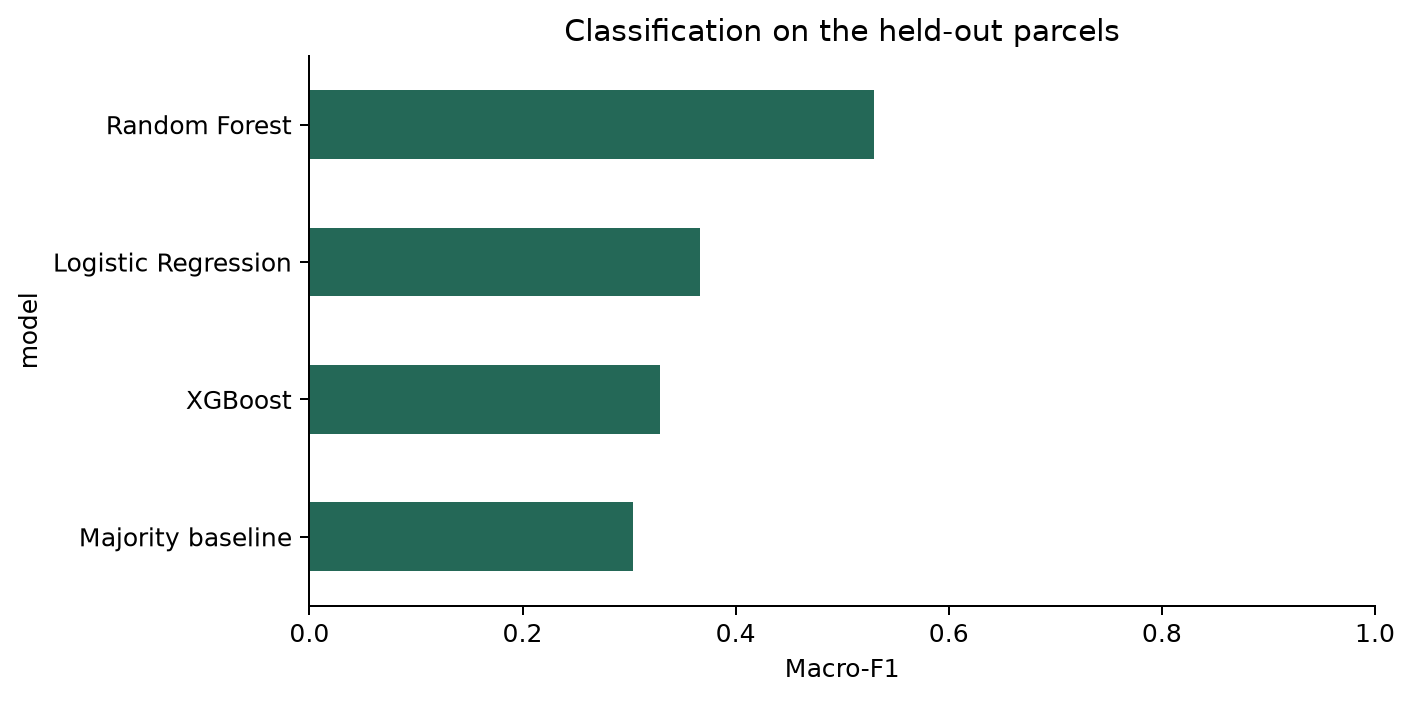 Classification on the held-out parcels
Random Forest
Logistic Regression
XGBoost
Majority baseline
model
0.0 0.2 0.4 0.6 0.8 1.0
Macro-F1